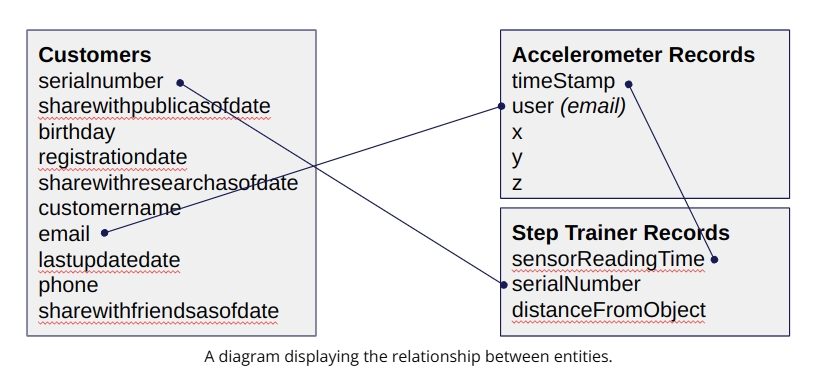 Customers
serialnumber
sharewithpublicasofdate
birthday
registrationdate
sharewithresearchasofdate
customername
email
lastupdatedate
phone
sharewithfriendsasofdate
Accelerometer Records
timeStamp
user (email)
x
y
z
Step Trainer Records
sensorReadingTime
serialNumber
distanceFromObject
A diagram displaying the relationship between entities.